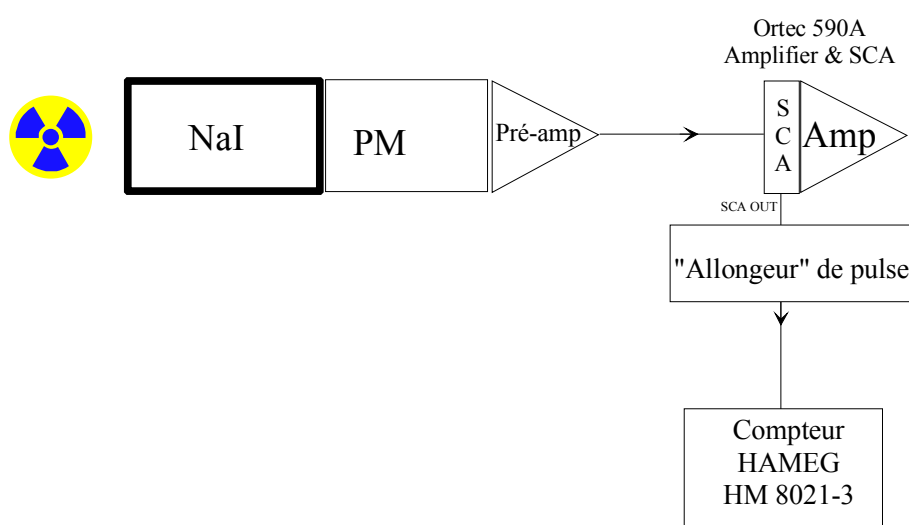 Ortec 590A
Amplifier & SCA
NaI
PM
Pré-amp
S
C
A
Amp
SCA OUT
"Allongeur" de pulse
Compteur
HAMEG
HM 8021-3